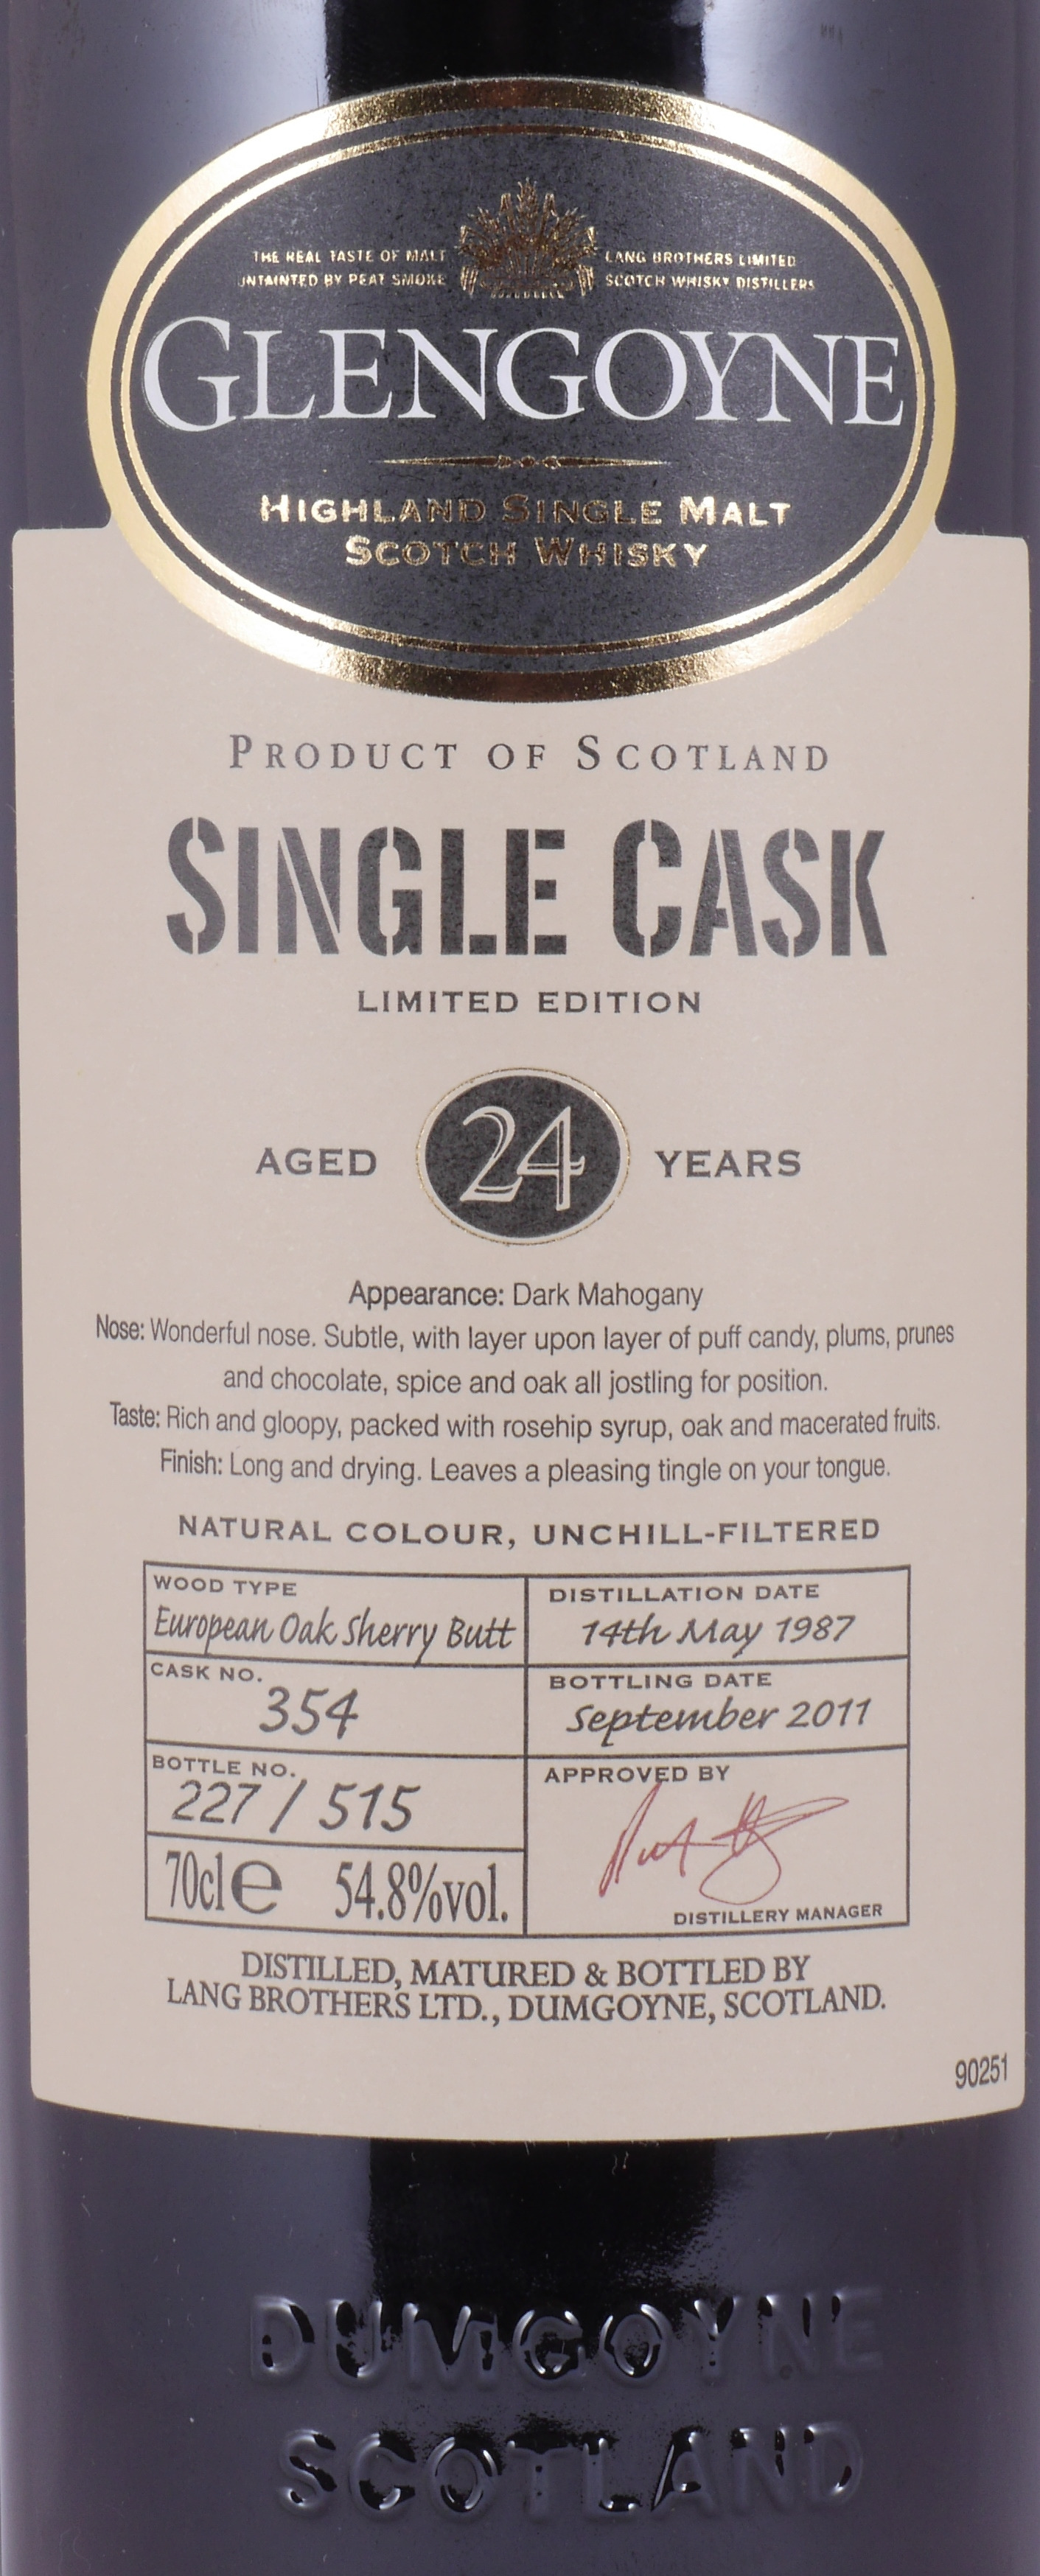 THE REAL TASTE OF MALT
UNTAINTED BY PEAT SMOKE
LANG BROTHERS LIMITED
SCOTCH WHISKY DISTILLERS
GLENGOYNE
HIGHLAND SINGLE MALT
SCOTCH WHISKY
PRODUCT OF SCOTLAND
SINGLE CASK
LIMITED EDITION
AGED 24 YEARS
Appearance: Dark Mahogany
Nose: Wonderful nose. Subtle, with layer upon layer of puff candy, plums, prunes
and chocolate, spice and oak all jostling for position.
Taste: Rich and gloopy, packed with rosehip syrup, oak and macerated fruits.
Finish: Long and drying. Leaves a pleasing tingle on your tongue.
NATURAL COLOUR, UNCHILL-FILTERED
WOOD TYPE
European Oak Sherry Butt
DISTILLATION DATE
14th May 1987
CASK NO.
354
BOTTLING DATE
September 2011
BOTTLE NO.
227 / 515
APPROVED BY
70cl e 54.8%vol.
DISTILLERY MANAGER
DISTILLED, MATURED & BOTTLED BY
LANG BROTHERS LTD., DUMGOYNE, SCOTLAND.
90251
DUMGOYNE
SCOTLAND